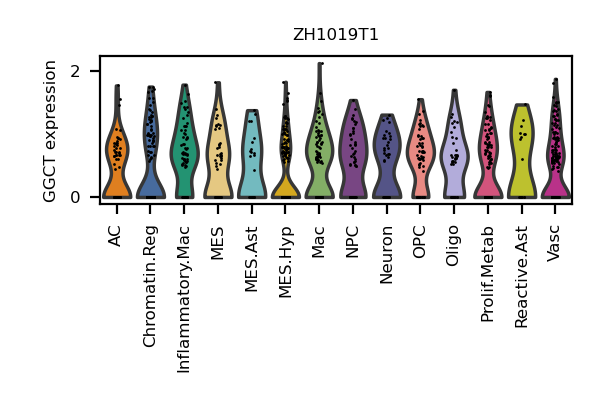 ZH1019T1
GGCT expression
2
0
AC
Chromatin.Reg
Inflammatory.Mac
MES
MES.Ast
MES.Hyp
Mac
NPC
Neuron
OPC
Oligo
Prolif.Metab
Reactive.Ast
Vasc